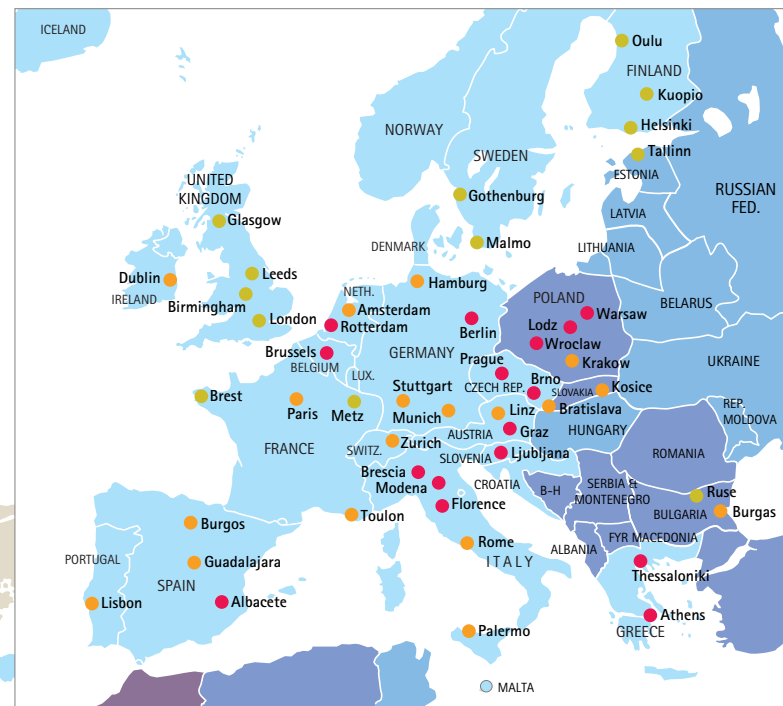 ICELAND
Oulu
FINLAND
Kuopio
NORWAY
Helsinki
SWEDEN
Tallinn
ESTONIA
UNITED
KINGDOM
RUSSIAN
FED.
Gothenburg
Glasgow
LATVIA
DENMARK
Malmo
LITHUANIA
Dublin
Leeds
Hamburg
IRELAND
NETH.
Birmingham
Amsterdam
POLAND
BELARUS
London
Rotterdam
Berlin
Warsaw
Lodz
Wroclaw
Brussels
BELGIUM
GERMANY
Prague
Krakow
UKRAINE
LUX.
Brno
Brest
Stuttgart
CZECH REP.
SLOVAKIA
Kosice
Paris
Metz
Munich
Linz
Bratislava
REP.
MOLDOVA
FRANCE
Zurich
AUSTRIA
Graz
HUNGARY
SWITZ.
SLOVENIA
Ljubljana
ROMANIA
Brescia
Modena
CROATIA
B-H
SERBIA &
MONTENEGRO
Ruse
Florence
Burgos
Toulon
BULGARIA
Burgas
Rome
ITALY
ALBANIA
FYR MACEDONIA
PORTUGAL
Guadalajara
SPAIN
Thessaloniki
Lisbon
Albacete
Athens
Palermo
GREECE
MALTA